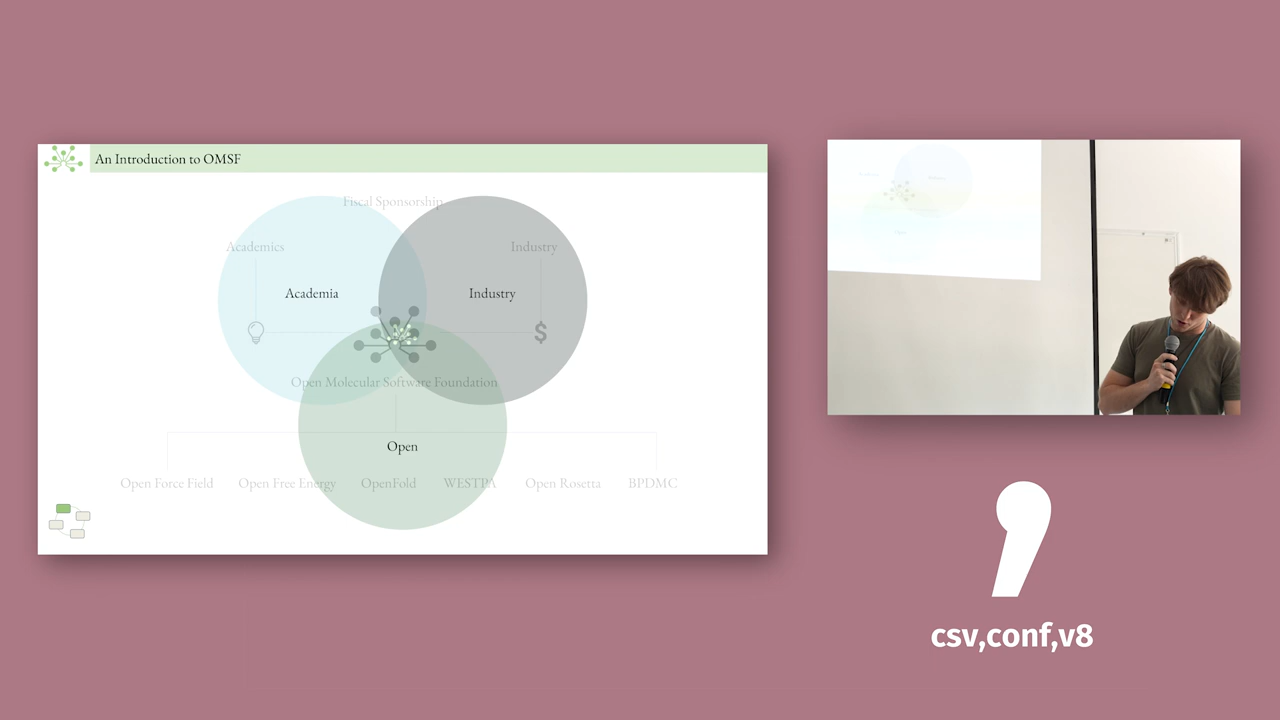 An Introduction to OMSF
Fiscal Sponsorship
Academics
Industry
Academia
Industry
$
Open Molecular Software Foundation
Open
Open Force Field
Open Free Energy
OpenFold
WESTPA
Open Rosetta
BPDMC
csv,conf,v8